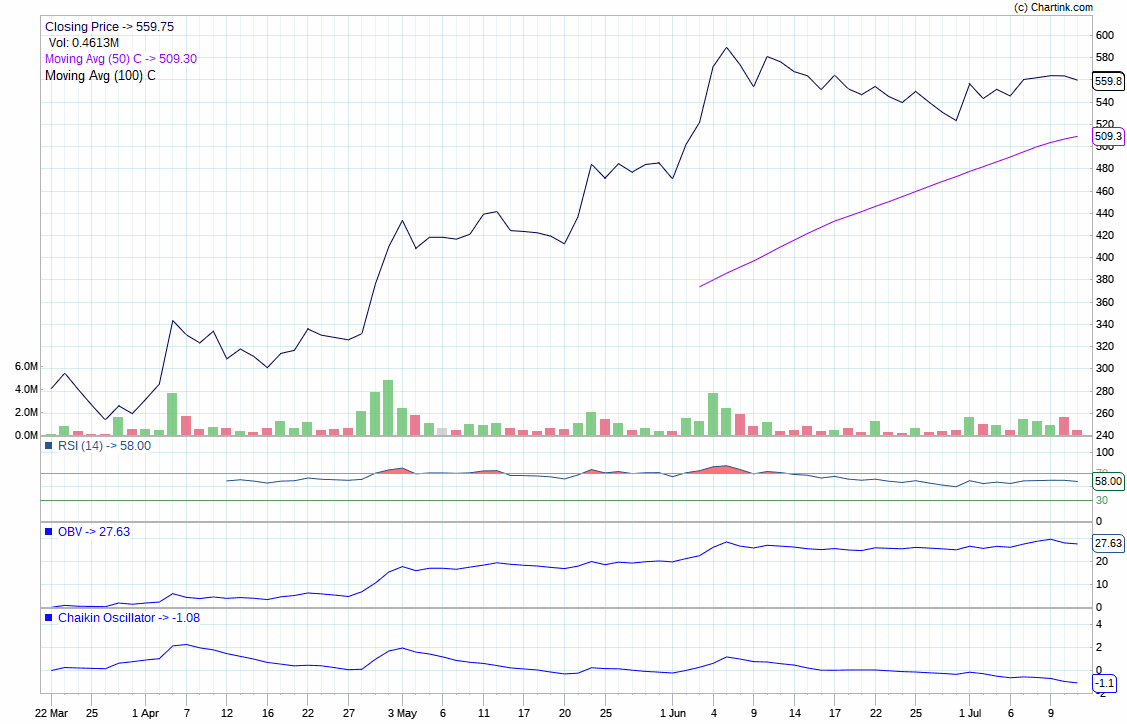 (c) Chartink.com
Closing Price -> 559.75
Vol: 0.4613M
Moving Avg (50) C -> 509.30
Moving Avg (100) C
600
580
559.8
540
520
509.3
500
480
460
440
420
400
380
360
340
320
300
280
260
240
6.0M
4.0M
2.0M
0.0M
RSI (14) -> 58.00
100
70
58.00
30
0
OBV -> 27.63
27.63
20
10
0
Chaikin Oscillator -> -1.08
4
2
0
-1.1
-2
22 Mar 25 1 Apr 7 12 16 22 27 3 May 6 11 17 20 25 1 Jun 4 9 14 17 22 25 1 Jul 6 9